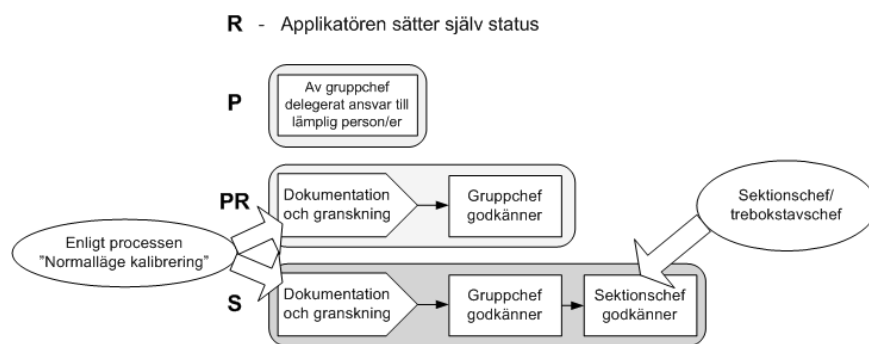 R - Applikatören sätter själv status
P
Av gruppchef
delegerat ansvar till
lämplig person/er
PR
Dokumentation
och granskning
Gruppchef
godkänner
Sektionschef/
trebokstavschef
Enligt processen
"Normalläge kalibrering"
S
Dokumentation
och granskning
Gruppchef
godkänner
Sektionschef
godkänner